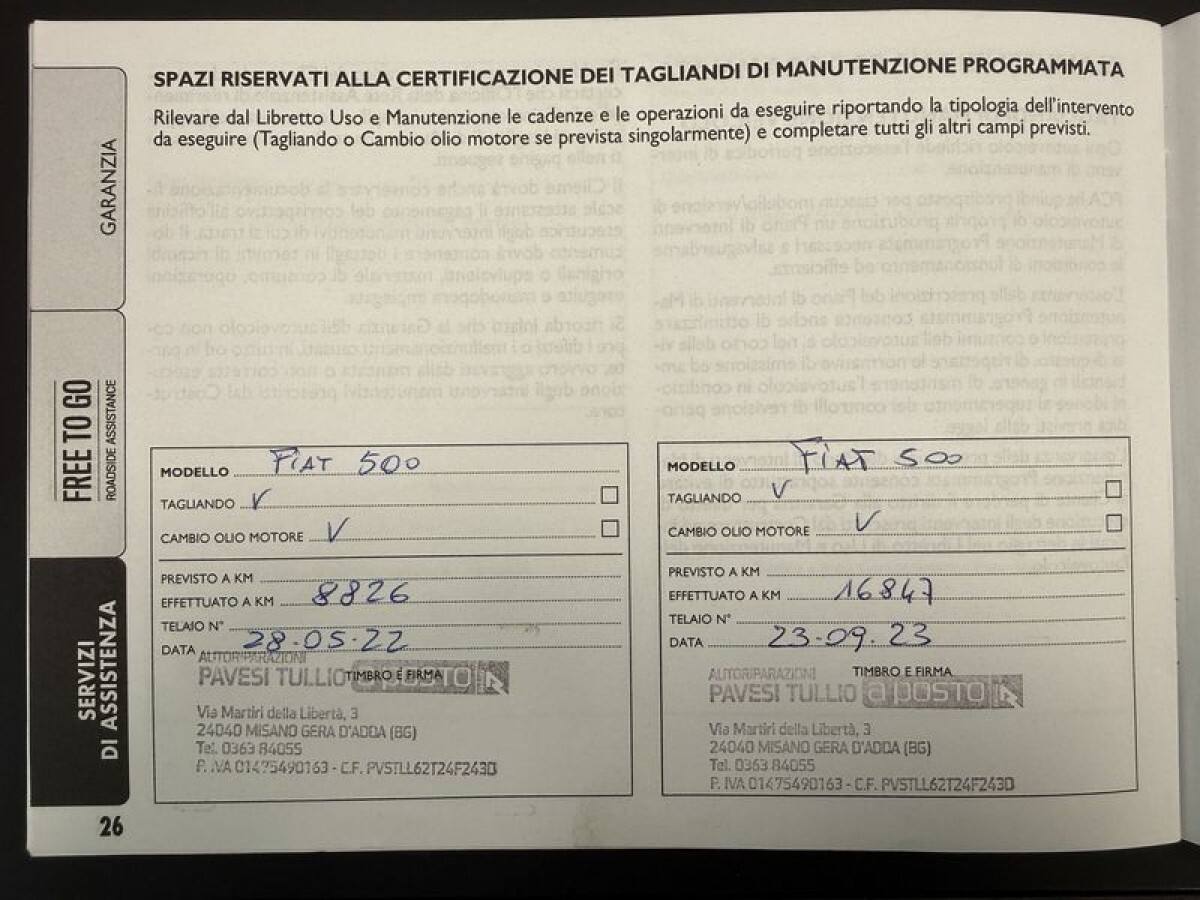 SPAZI RISERVATI ALLA CERTIFICAZIONE DEI TAGLIANDI DI MANUTENZIONE PROGRAMMATA
Rilevare dal Libretto Uso e Manutenzione le cadenze e le operazioni da eseguire riportando la tipologia dell'intervento
da eseguire (Tagliando o Cambio olio motore se prevista singolarmente) e completare tutti gli altri campi previsti.
GARANZIA
FREE TO GO
ROADSIDE ASSISTANCE
SERVIZI
DI ASSISTENZA
26
MODELLO FIAT 500
TAGLIANDO V
CAMBIO OLIO MOTORE V
PREVISTO A KM
EFFETTUATO A KM 8826
TELAIO N°
DATA 28-05-22
AUTORIPARAZIONI
TIMBRO E FIRMA
PAVESI TULLIO a posto
Via Martiri della Libertà, 3
24040 MISANO GERA D'ADDA (BG)
Tel. 0363 84055
P. IVA 01475490163 - C.F. PVSTLL62T24F243D
MODELLO FIAT 500
TAGLIANDO V
CAMBIO OLIO MOTORE V
PREVISTO A KM
EFFETTUATO A KM 16847
TELAIO N°
DATA 23-09.23
TIMBRO E FIRMA
AUTORIPARAZIONI
PAVESI TULLIO a posto
Via Martiri della Libertà, 3
24040 MISANO GERA D'ADDA (BG)
Tel. 0363 84055
P. IVA 01475490163 - C.F. PVSTLL62T24F243D